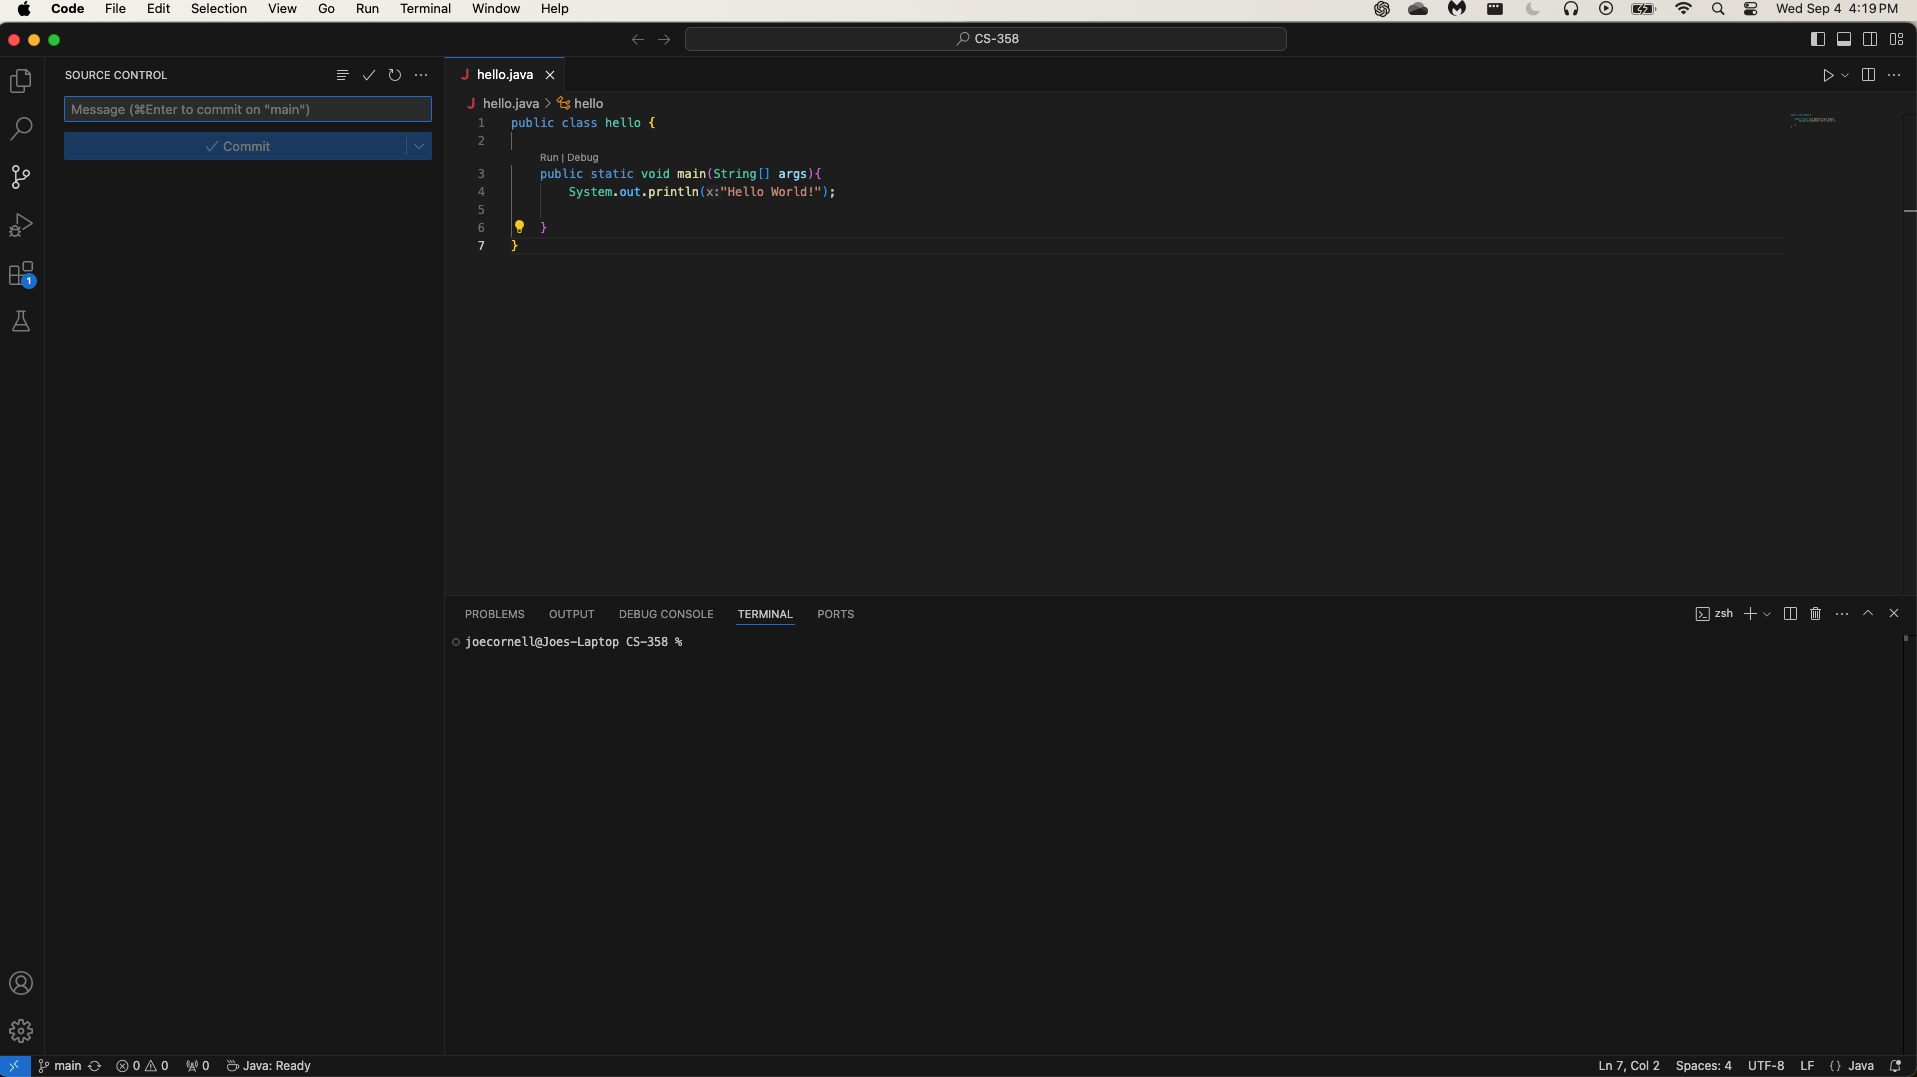 Code File Edit Selection View Go Run Terminal Window Help Wed Sep 4 4:19 PM
CS-358
SOURCE CONTROL
Message (⌘Enter to commit on "main")
Commit
1
hello.java
hello.java > hello
1 public class hello {
2
Run | Debug
3 public static void main(String[] args){
4 System.out.println(x:"Hello World!");
5
6 }
7 }
PROBLEMS OUTPUT DEBUG CONSOLE TERMINAL PORTS zsh
joecornell@Joes-Laptop CS-358 %
main 0 0 0 Java: Ready Ln 7, Col 2 Spaces: 4 UTF-8 LF {} Java